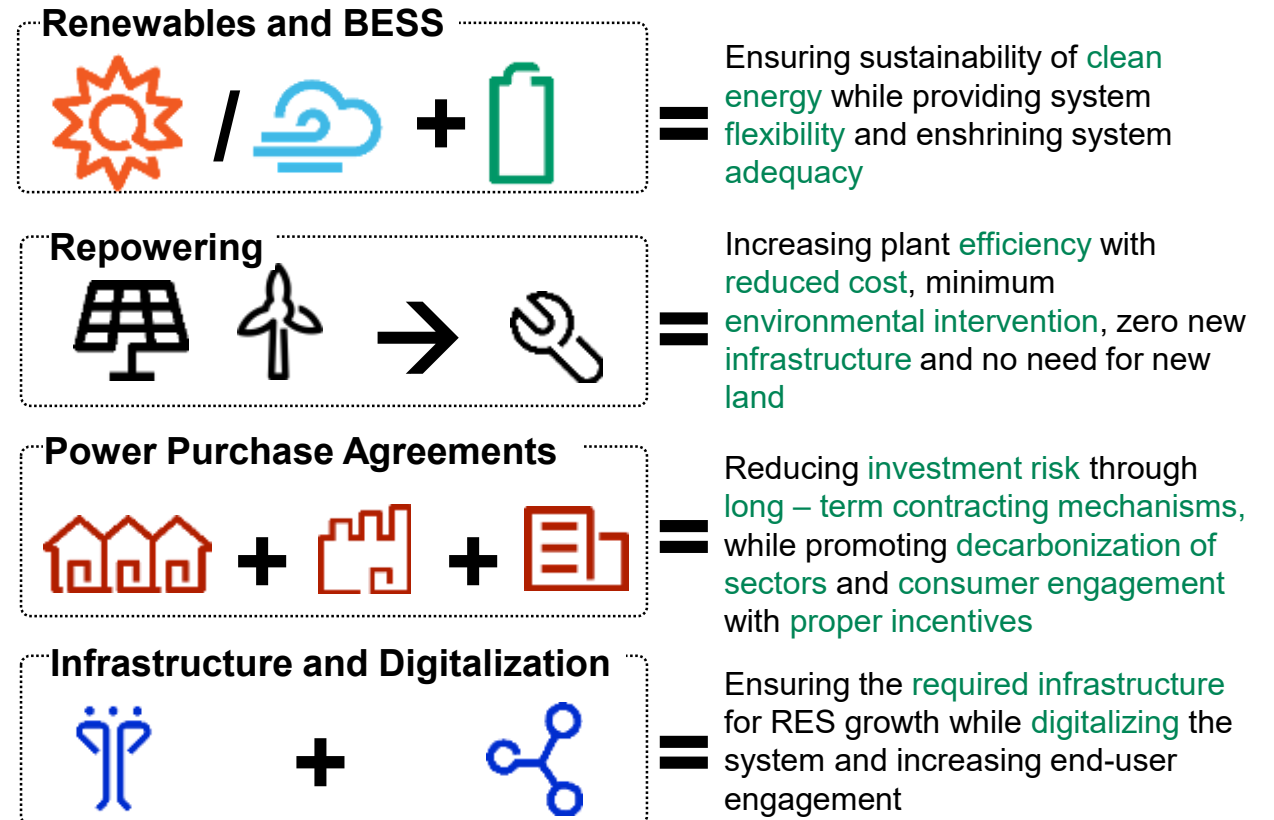 Renewables and BESS
/ + =
Ensuring sustainability of clean
energy while providing system
flexibility and enshrining system
adequacy
Repowering
→ =
Increasing plant efficiency with
reduced cost, minimum
environmental intervention, zero new
infrastructure and no need for new
land
Power Purchase Agreements
+ + =
Reducing investment risk through
long – term contracting mechanisms,
while promoting decarbonization of
sectors and consumer engagement
with proper incentives
Infrastructure and Digitalization
+ =
Ensuring the required infrastructure
for RES growth while digitalizing the
system and increasing end-user
engagement